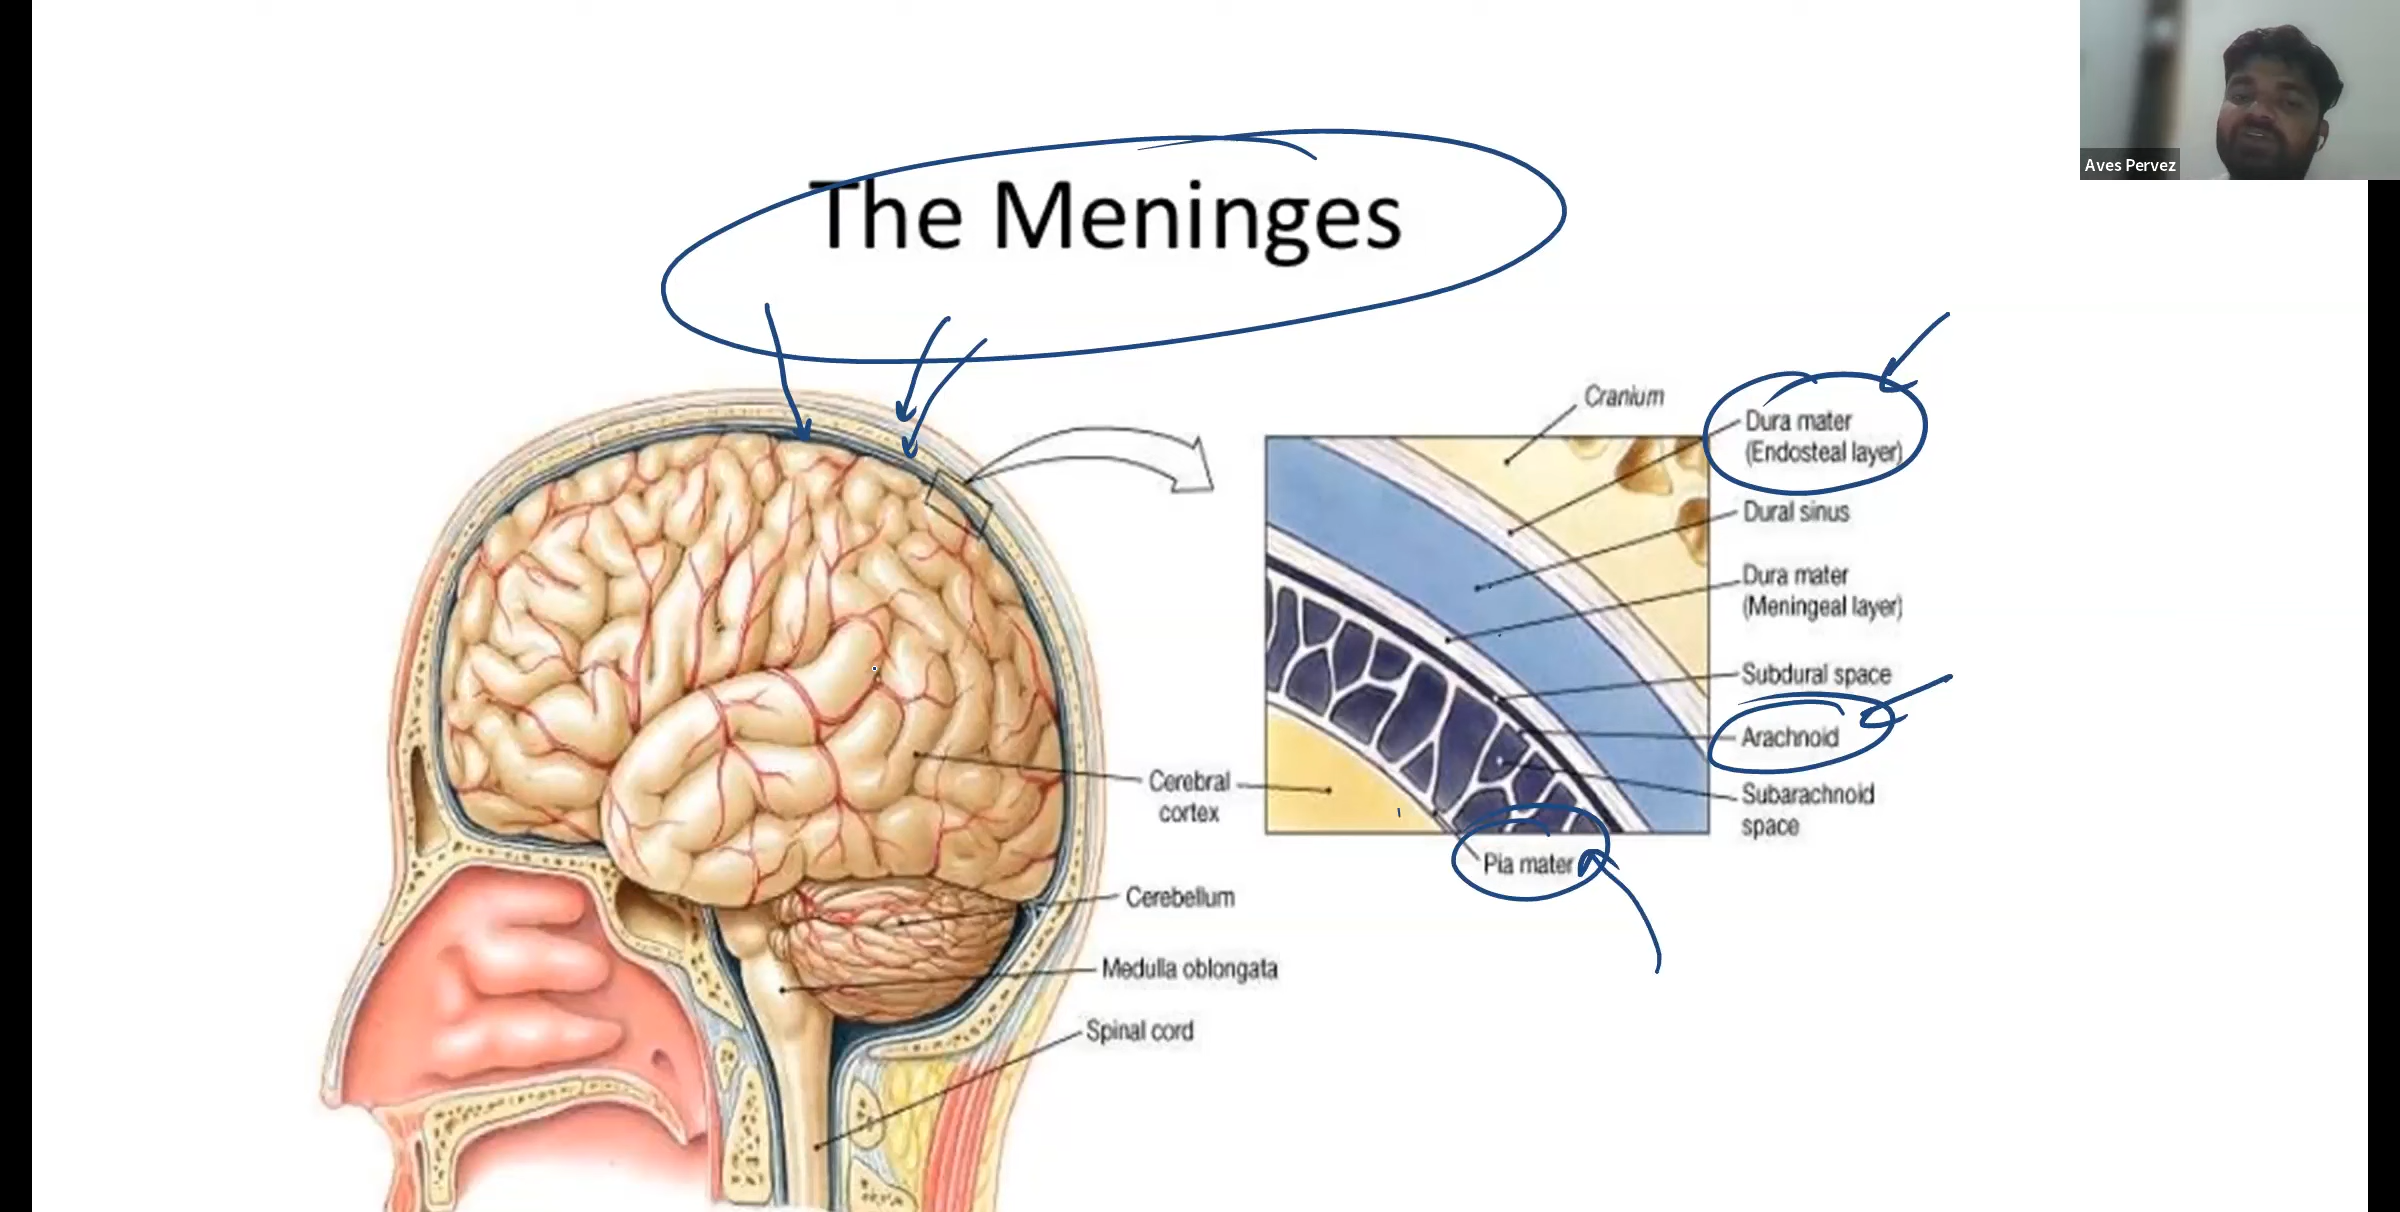 Aves Pervez
The Meninges
Cranium
Dura mater
(Endosteal layer)
Dural sinus
Dura mater
(Meningeal layer)
Subdural space
Arachnoid
Subarachnoid
space
Pia mater
Cerebral
cortex
Cerebellum
Medulla oblongata
Spinal cord